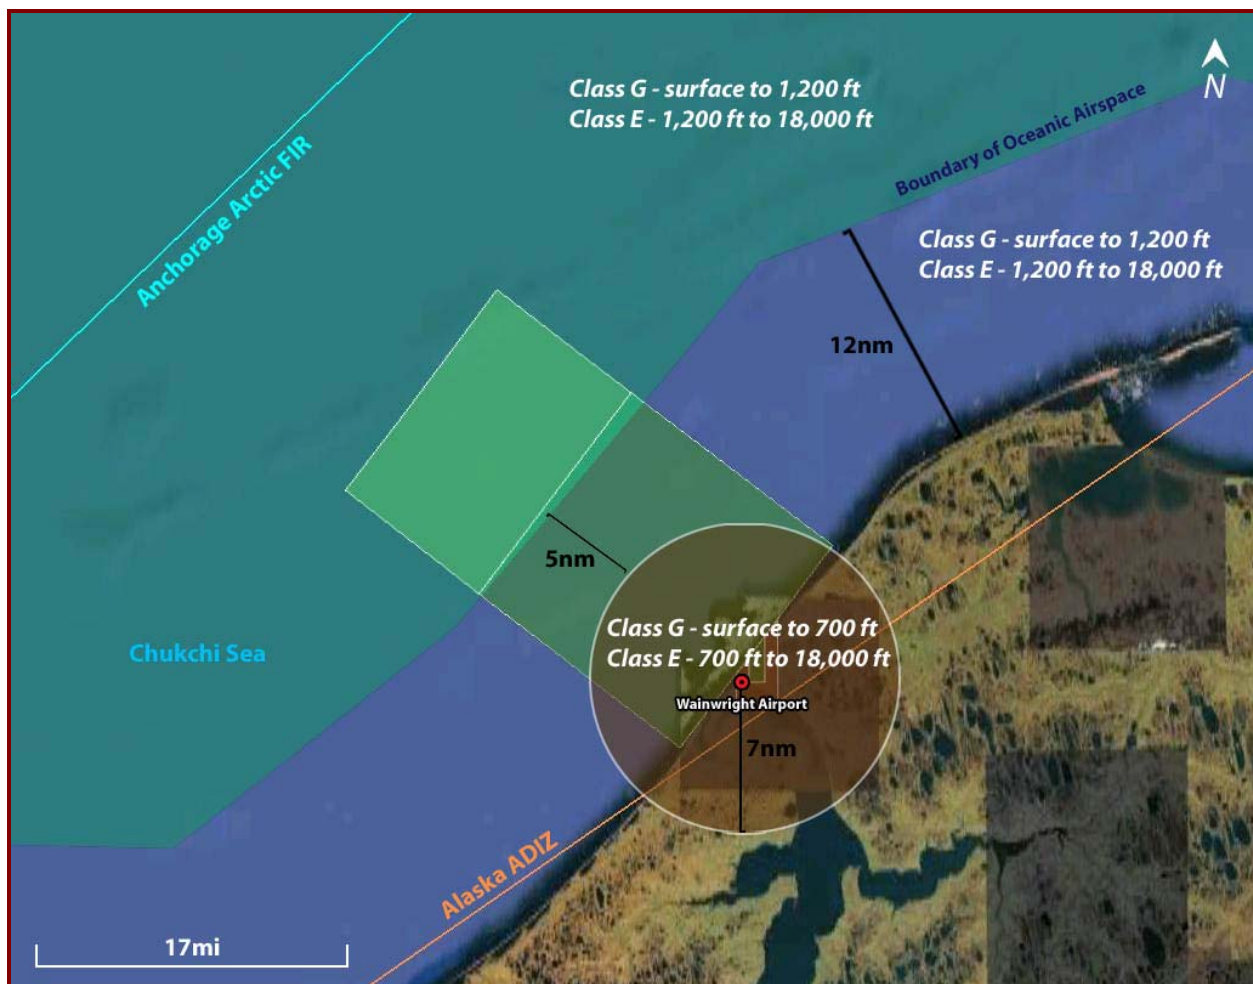 Class G - surface to 1,200 ft
Class E - 1,200 ft to 18,000 ft
N
Anchorage Arctic FIR
Boundary of Oceanic Airspace
Class G - surface to 1,200 ft
Class E - 1,200 ft to 18,000 ft
12nm
5nm
Class G - surface to 700 ft
Class E - 700 ft to 18,000 ft
Chukchi Sea
Wainwright Airport
7nm
Alaska ADIZ
17mi